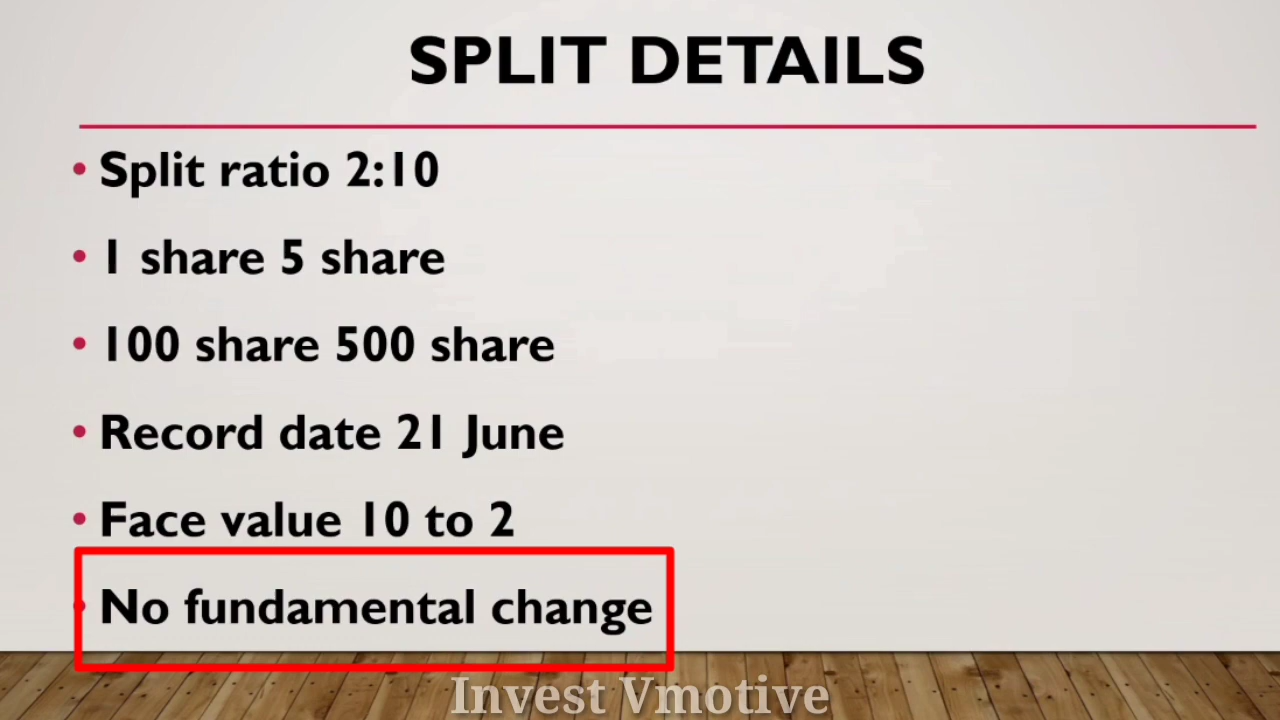 SPLIT DETAILS
• Split ratio 2:10
• 1 share 5 share
• 100 share 500 share
• Record date 21 June
• Face value 10 to 2
• No fundamental change
Invest Vmotive